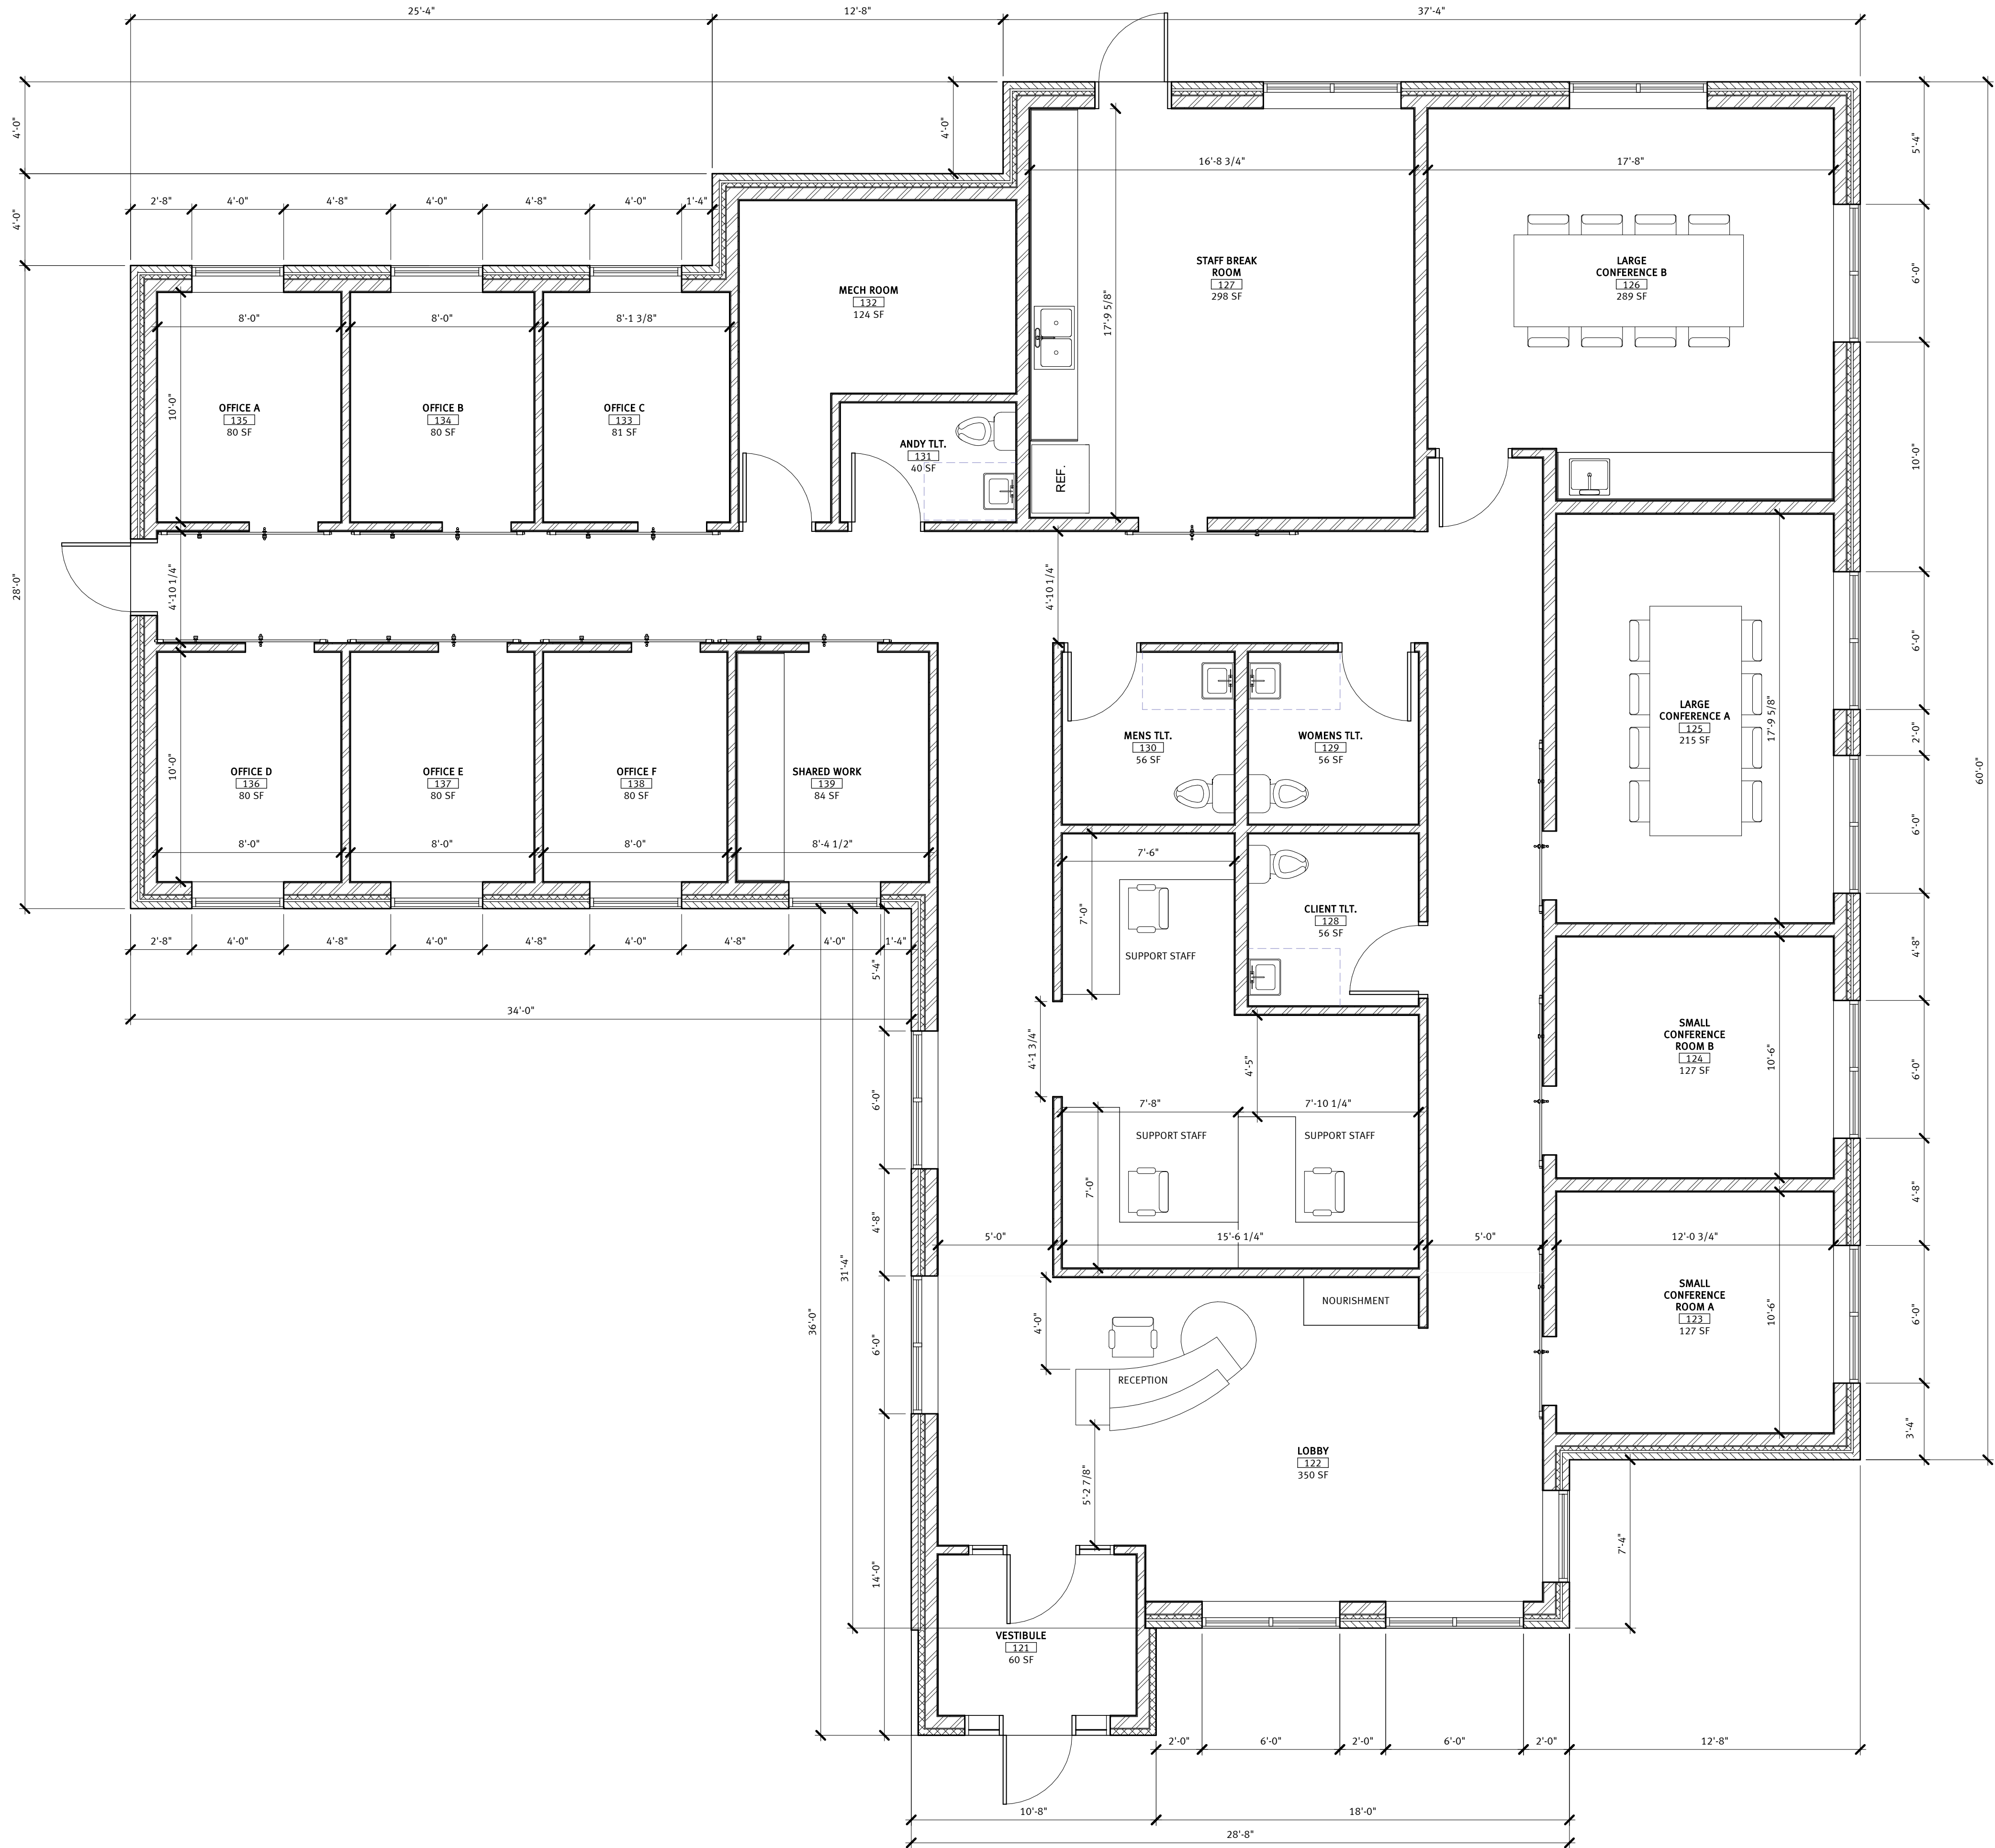 25'-4"
12'-8"
37'-4"
4'-0"
4'-0"
4'-0"
28'-0"
2'-8"
4'-0"
4'-8"
4'-0"
4'-8"
4'-0"
1'-4"
16'-8 3/4"
17'-8"
5'-4"
6'-0"
10'-0"
6'-0"
2'-0"
6'-0"
4'-8"
6'-0"
4'-8"
6'-0"
3'-4"
60'-0"
STAFF BREAK
ROOM
127
298 SF
17'-9 5/8"
REF.
LARGE
CONFERENCE B
126
289 SF
MECH ROOM
132
124 SF
ANDY TLT.
131
40 SF
8'-0"
8'-0"
8'-1 3/8"
10'-0"
OFFICE A
135
80 SF
OFFICE B
134
80 SF
OFFICE C
133
81 SF
4'-10 1/4"
4'-10 1/4"
LARGE
CONFERENCE A
125
215 SF
17'-9 5/8"
MENS TLT.
130
56 SF
WOMENS TLT.
129
56 SF
10'-0"
OFFICE D
136
80 SF
OFFICE E
137
80 SF
OFFICE F
138
80 SF
SHARED WORK
139
84 SF
8'-0"
8'-0"
8'-0"
8'-4 1/2"
7'-6"
7'-0"
SUPPORT STAFF
CLIENT TLT.
128
56 SF
2'-8"
4'-0"
4'-8"
4'-0"
4'-8"
4'-0"
4'-8"
4'-0"
1'-4"
34'-0"
5'-4"
6'-0"
4'-8"
6'-0"
14'-0"
31'-4"
36'-0"
4'-1 3/4"
4'-5"
7'-8"
7'-10 1/4"
SUPPORT STAFF
SUPPORT STAFF
7'-0"
SMALL
CONFERENCE
ROOM B
124
127 SF
10'-6"
5'-0"
15'-6 1/4"
5'-0"
12'-0 3/4"
SMALL
CONFERENCE
ROOM A
123
127 SF
10'-6"
4'-0"
NOURISHMENT
RECEPTION
5'-2 7/8"
LOBBY
122
350 SF
7'-4"
VESTIBULE
121
60 SF
2'-0"
6'-0"
2'-0"
6'-0"
2'-0"
12'-8"
10'-8"
18'-0"
28'-8"